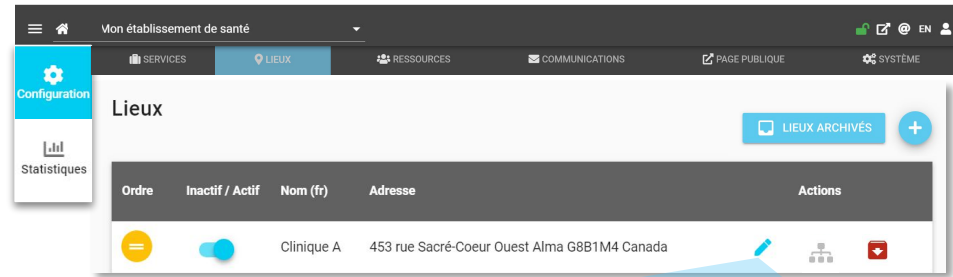 Mon établissement de santé
@ EN
SERVICES LIEUX RESSOURCES COMMUNICATIONS PAGE PUBLIQUE SYSTÈME
Configuration
Statistiques
Lieux
LIEUX ARCHIVÉS +
Ordre Inactif / Actif Nom (fr) Adresse Actions
Clinique A 453 rue Sacré-Coeur Ouest Alma G8B1M4 Canada